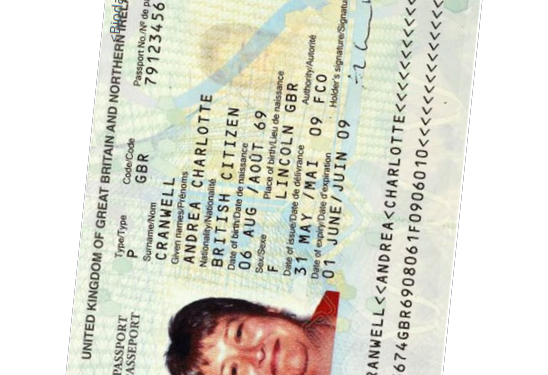 UNITED KINGDOM OF GREAT BRITAIN AND NORTHERN
PASSPORT
PASSEPORT
Type/Type
Code/Code
Passport No./No de
P
GBR
79123456
Surname/Nom
CRANWELL
Given names/Prénoms
ANDREA CHARLOTTE
Nationality/Nationalité
BRITISH CITIZEN
Date of birth/Date de naissance
06 AUG /AOUT 69
Sex/Sexe
Place of birth/Lieu de naissance
F
LINCOLN GBR
Date of issue/Date de délivrance
Authority/Autorité
31 MAY /MAI 09
FCO
Date of expiry/Date d'expiration
Holder's signature/Signature
01 JUNE/JUIN 09
RANWELL<<ANDREA<CHARLOTTE<<<<<<<<<<<
674GBR6908061F0906010<<<<<<<<<<